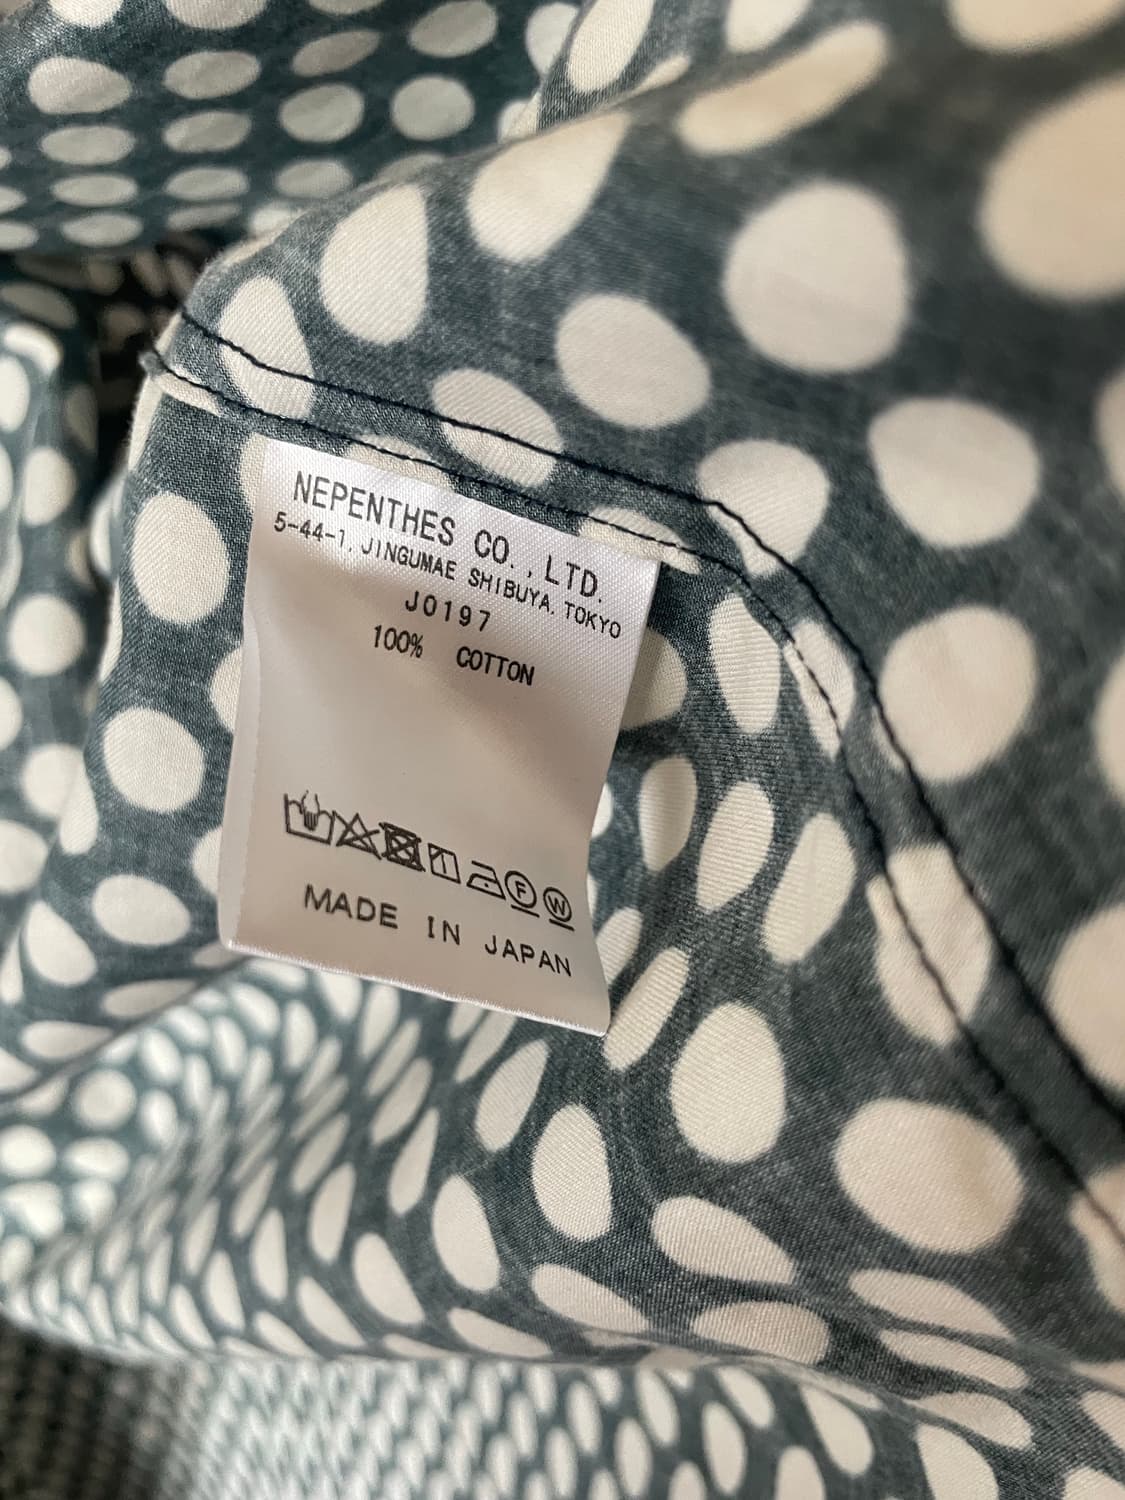 NEPENTHES CO.,LTD.
5-44-1, JINGUMAE SHIBUYA, TOKYO
J0197
100% COTTON
F W
MADE IN JAPAN